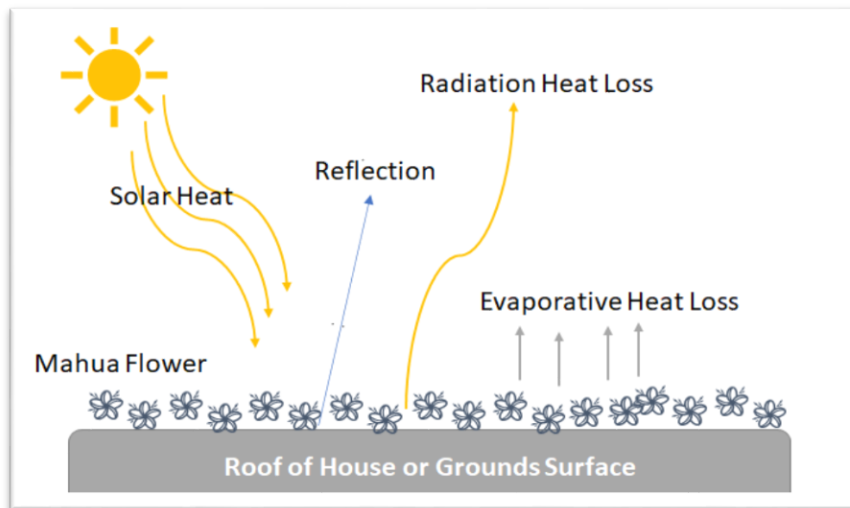 Radiation Heat Loss
Reflection
Solar Heat
Evaporative Heat Loss
Mahua Flower
Roof of House or Grounds Surface